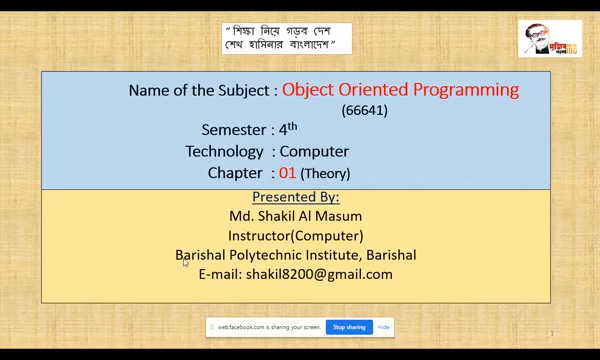 “ শিক্ষা নিয়ে গড়ব দেশ
শেখ হাসিনার বাংলাদেশ ”
Name of the Subject : Object Oriented Programming
(66641)
Semester : 4th
Technology : Computer
Chapter : 01 (Theory)
Presented By:
Md. Shakil Al Masum
Instructor(Computer)
Barishal Polytechnic Institute, Barishal
E-mail: shakil8200@gmail.com
web.facebook.com is sharing your screen.
Stop sharing
Hide
1